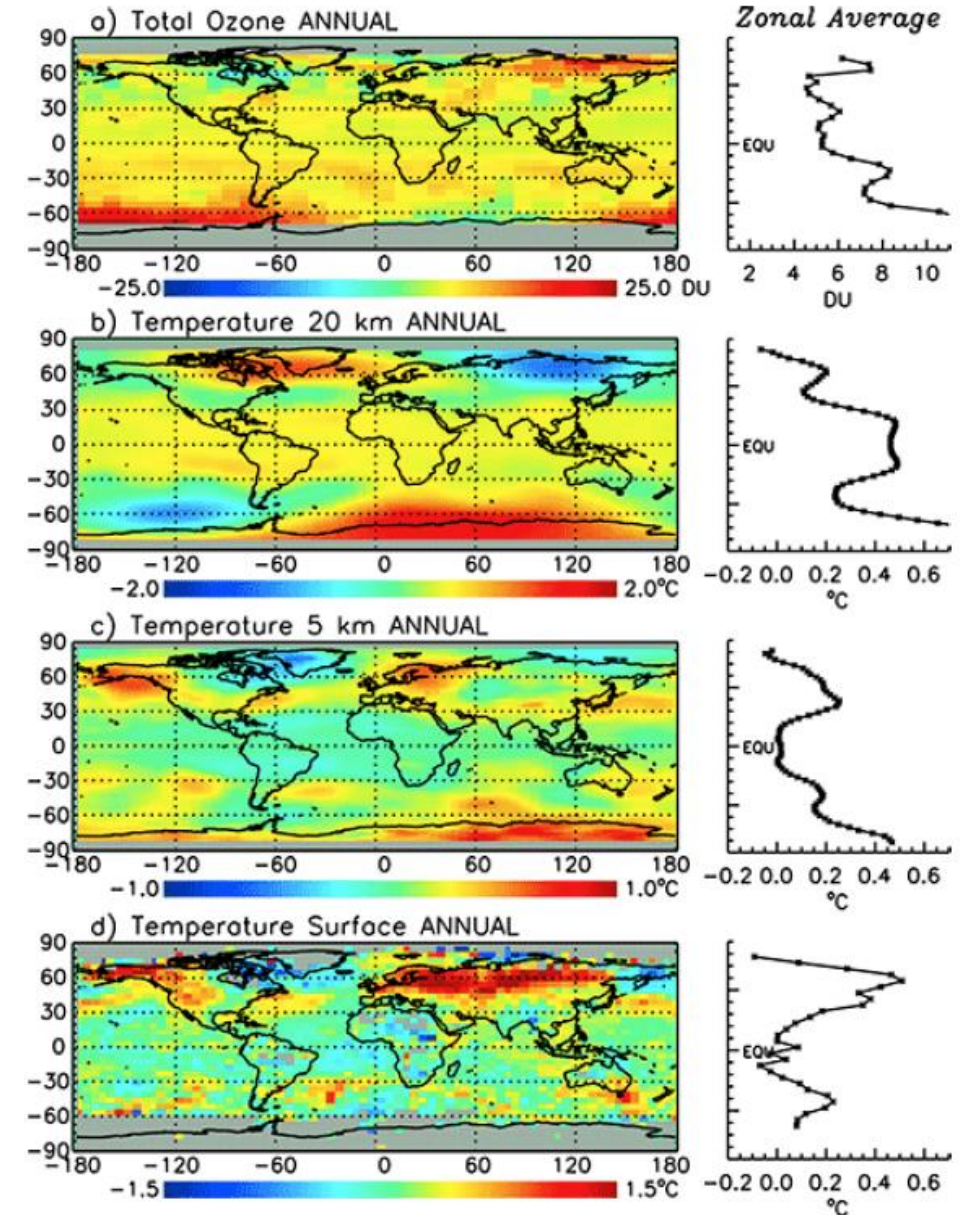 a) Total Ozone ANNUAL
Zonal Average
90
60
30
0
−30
−60
−90
−180 −120 −60 0 60 120 180
−25.0 25.0 DU
EQU
2 4 6 8 10
DU
b) Temperature 20 km ANNUAL
90
60
30
0
−30
−60
−90
−180 −120 −60 0 60 120 180
−2.0 2.0°C
EQU
−0.2 0.0 0.2 0.4 0.6
°C
c) Temperature 5 km ANNUAL
90
60
30
0
−30
−60
−90
−180 −120 −60 0 60 120 180
−1.0 1.0°C
EQU
−0.2 0.0 0.2 0.4 0.6
°C
d) Temperature Surface ANNUAL
90
60
30
0
−30
−60
−90
−180 −120 −60 0 60 120 180
−1.5 1.5°C
EQU
−0.2 0.0 0.2 0.4 0.6
°C